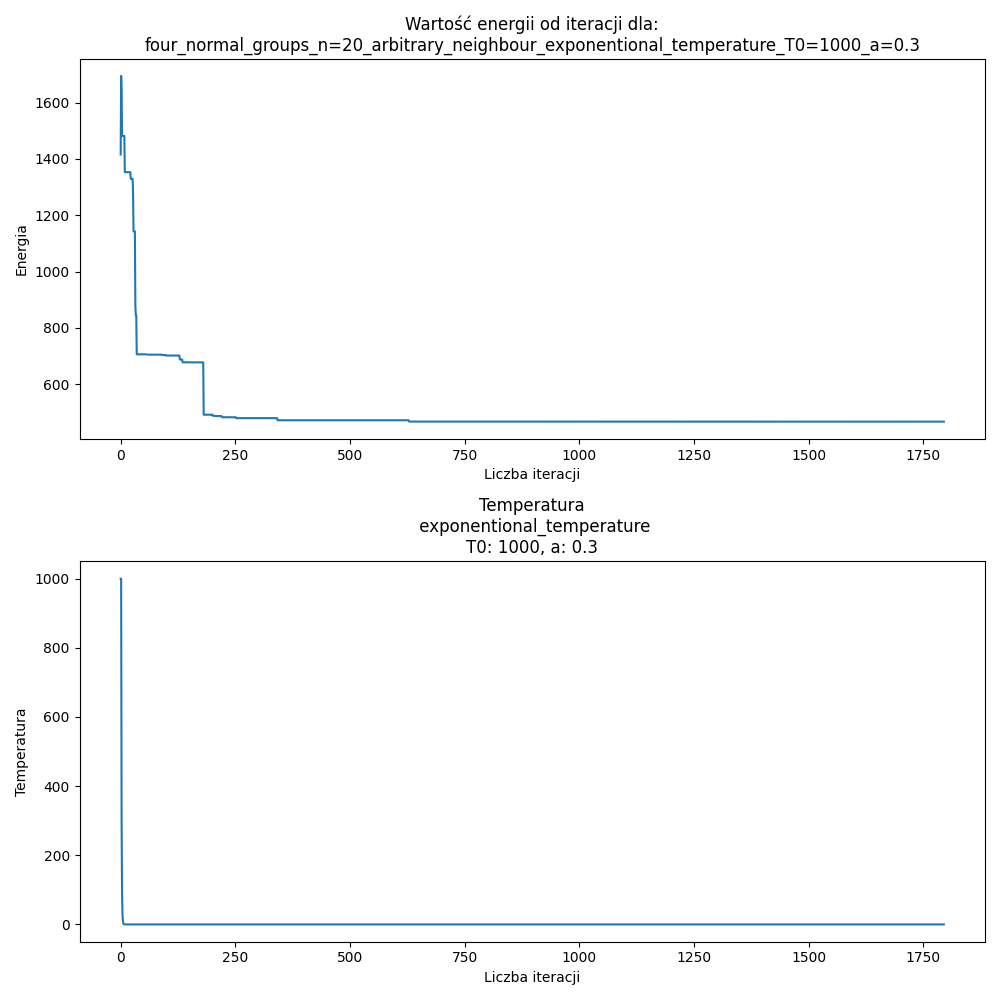 Wartość energii od iteracji dla:
four_normal_groups_n=20_arbitrary_neighbour_exponentional_temperature_T0=1000_a=0.3
1600
1400
1200
1000
800
600
Energia
0 250 500 750 1000 1250 1500 1750
Liczba iteracji
Temperatura
exponentional_temperature
T0: 1000, a: 0.3
1000
800
600
400
200
0
Temperatura
0 250 500 750 1000 1250 1500 1750
Liczba iteracji